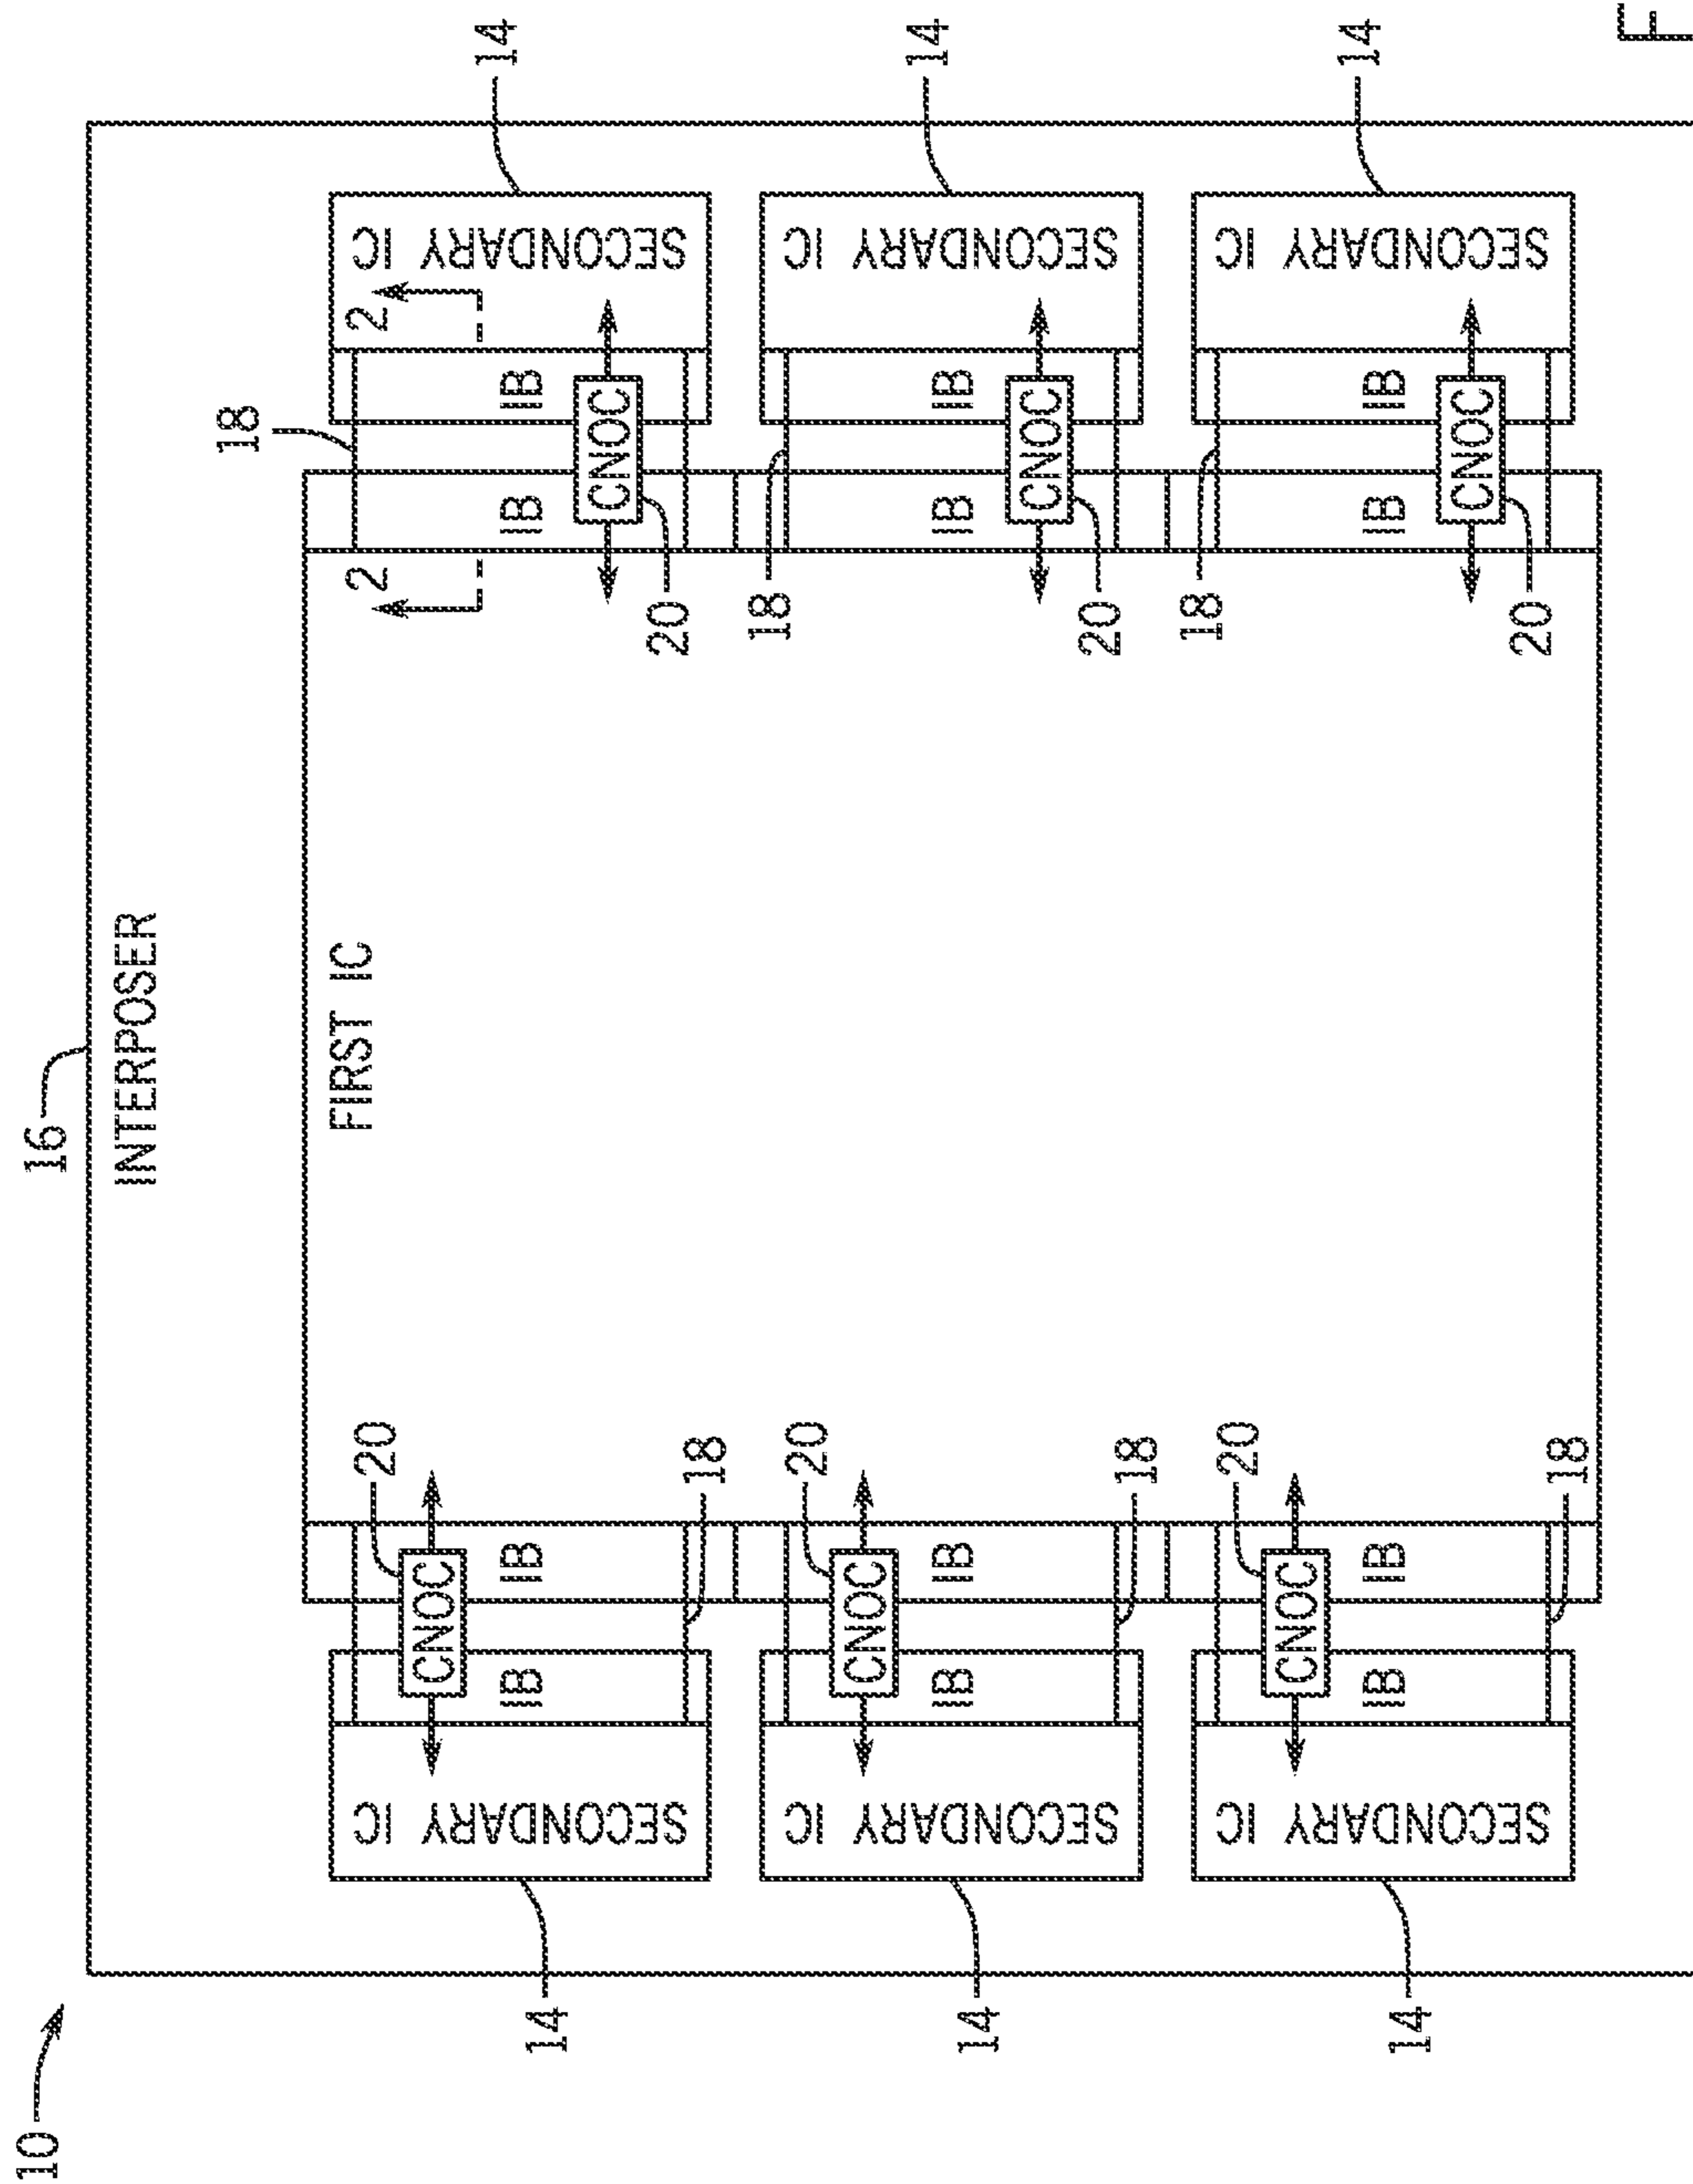 10
16
INTERPOSER
18
FIRST IC
20
2
2
14
SECONDARY IC
CNOC
IB
IB
18
IB
IB
CNOC
20
SECONDARY IC
14
20
18
14
SECONDARY IC
CNOC
IB
IB
18
IB
IB
CNOC
20
SECONDARY IC
14
20
18
14
SECONDARY IC
CNOC
IB
IB
18
IB
IB
CNOC
20
SECONDARY IC
14